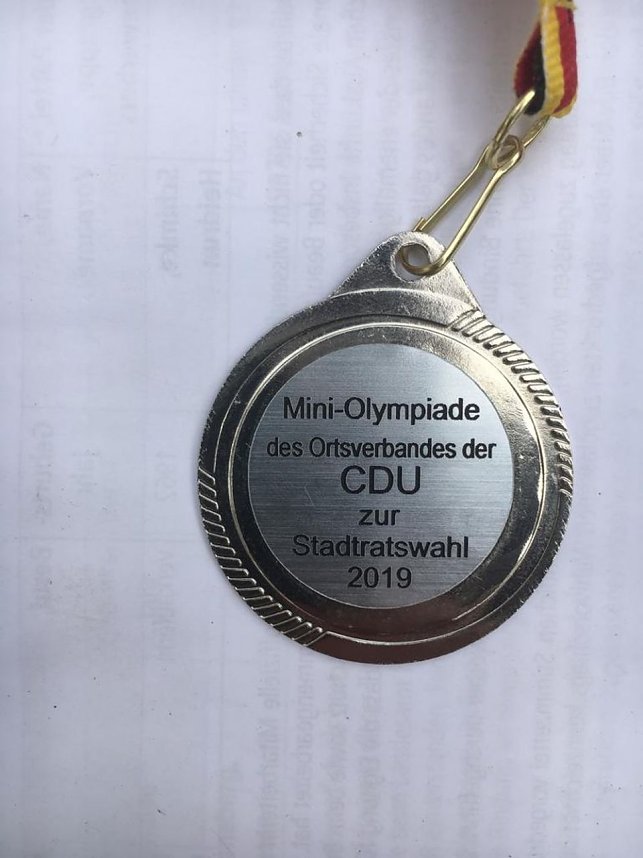 Mini-Olympiade
des Ortsverbandes der
CDU
zur
Stadtratswahl
2019